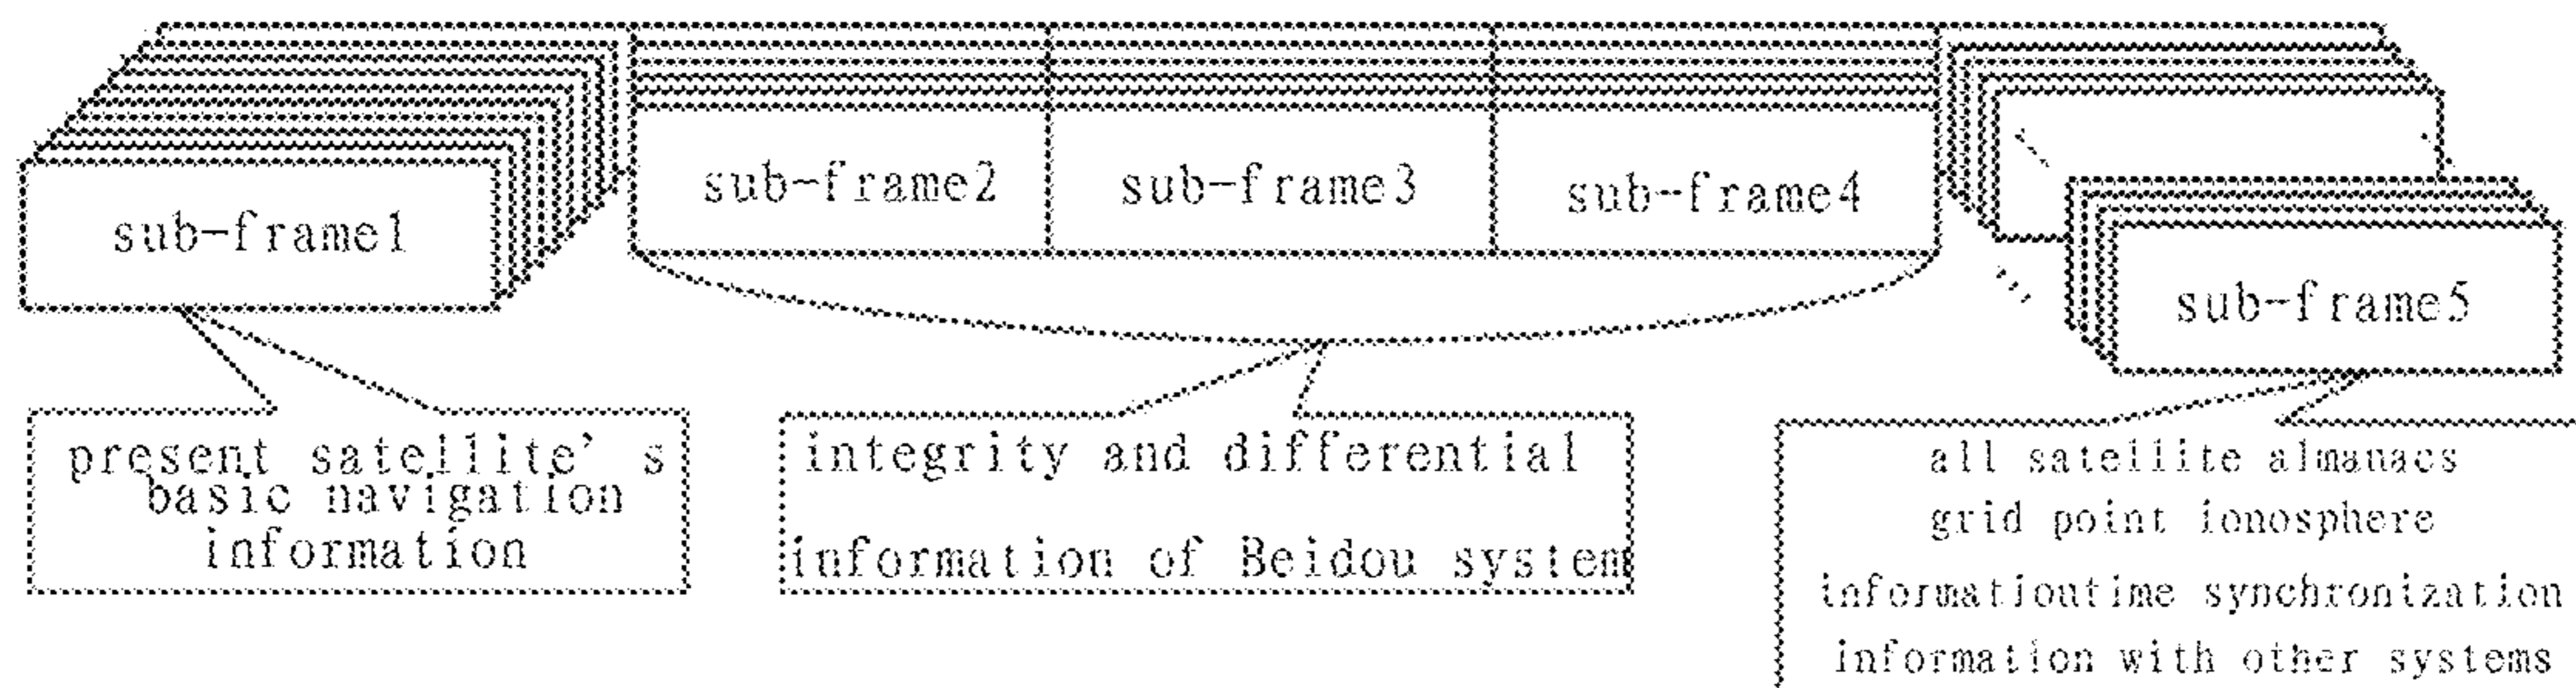 sub-frame1
sub-frame2
sub-frame3
sub-frame4
sub-frame5
present satellite's
basic navigation
information
integrity and differential
information of Beidou system
all satellite almanacs
grid point ionosphere
informationtime synchronization
information with other systems